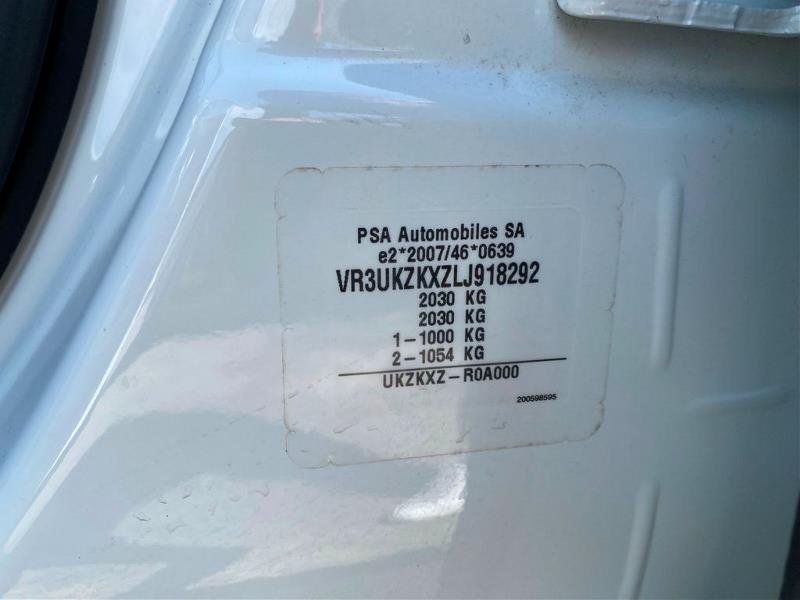 PSA Automobiles SA
e2*2007/46*0639
VR3UKZKXZLJ918292
2030 KG
2030 KG
1-1000 KG
2-1054 KG
UKZKXZ-R0A000
200598595